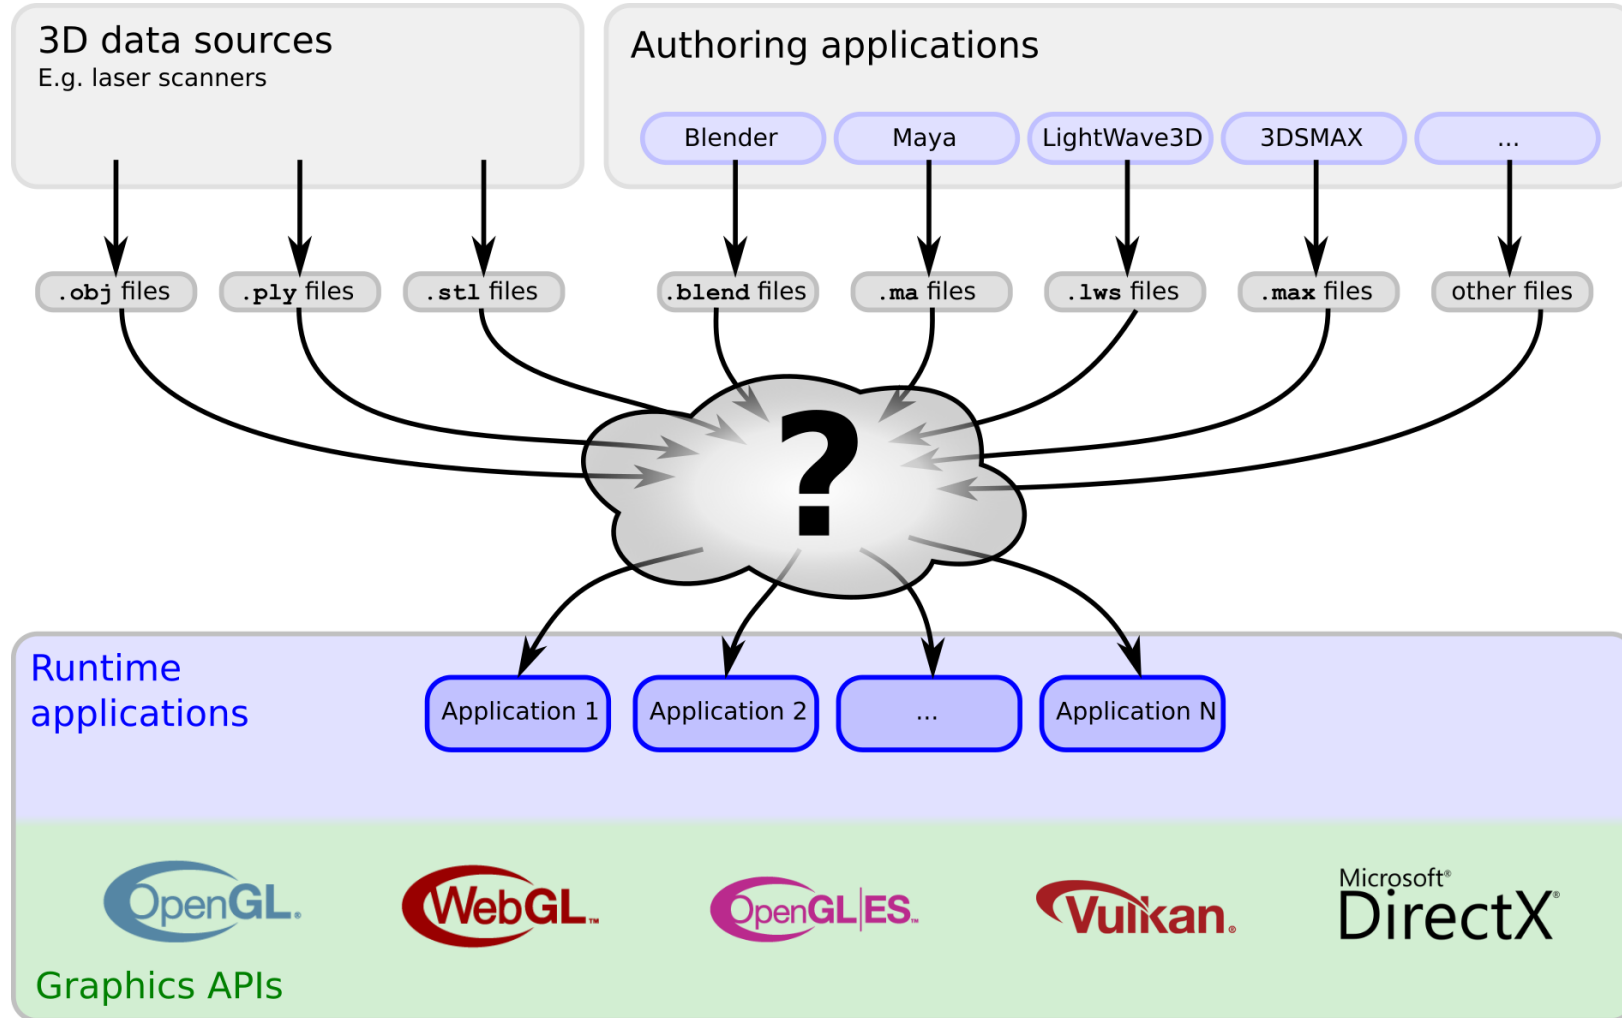 3D data sources
E.g. laser scanners
Authoring applications
Blender
Maya
LightWave3D
3DSMAX
...
.obj files
.ply files
.stl files
.blend files
.ma files
.lws files
.max files
other files
?
Runtime
applications
Application 1
Application 2
...
Application N
OpenGL®
WebGL™
OpenGL|ES™
Vulkan®
Microsoft®
DirectX®
Graphics APIs